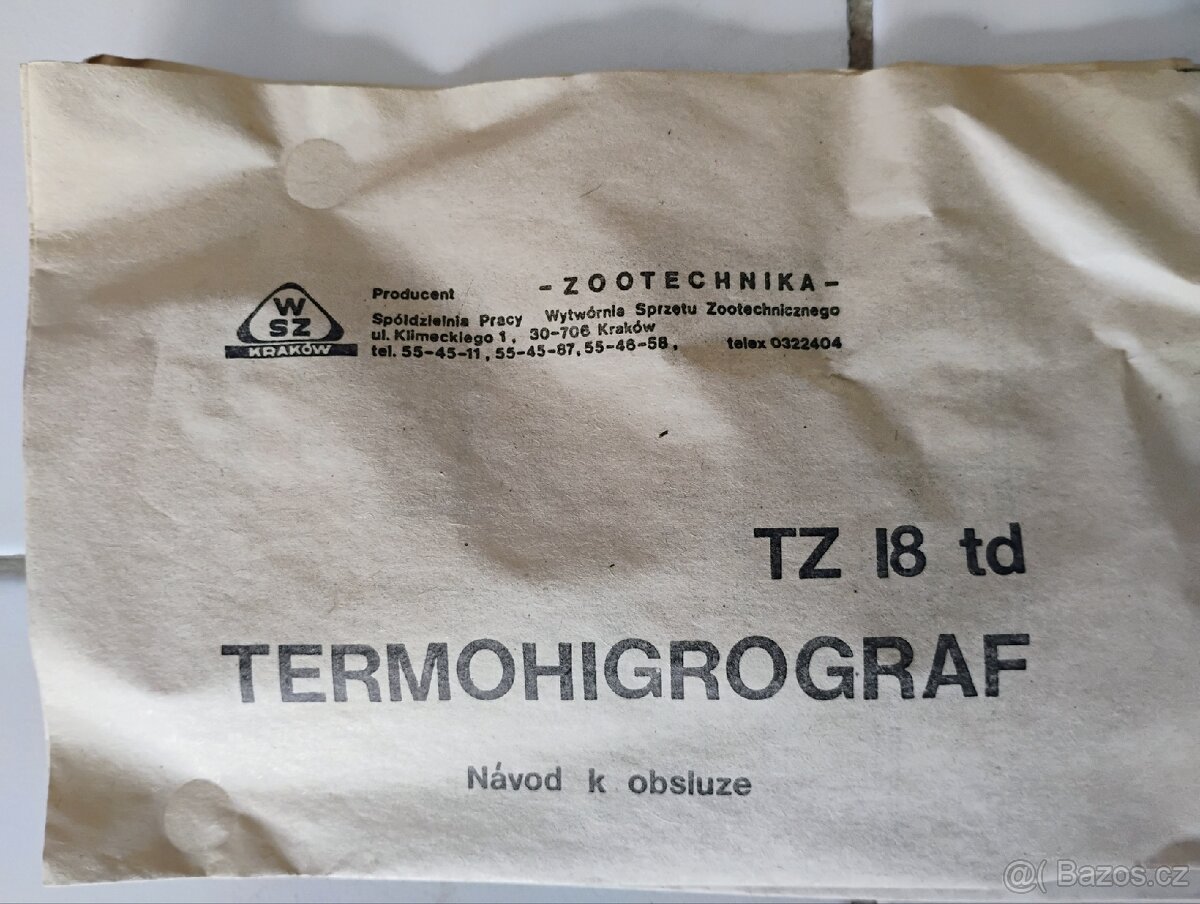 W
SZ
KRAKÓW
Producent - ZOOTECHNIKA -
Spółdzielnia Pracy Wytwórnia Sprzętu Zootechnicznego
ul. Klimeckiego 1, 30-706 Kraków
tel. 55-45-11, 55-45-87, 55-46-58, telex 0322404
TZ 18 td
TERMOHIGROGRAF
Návod k obsluze
@( Bazos.cz